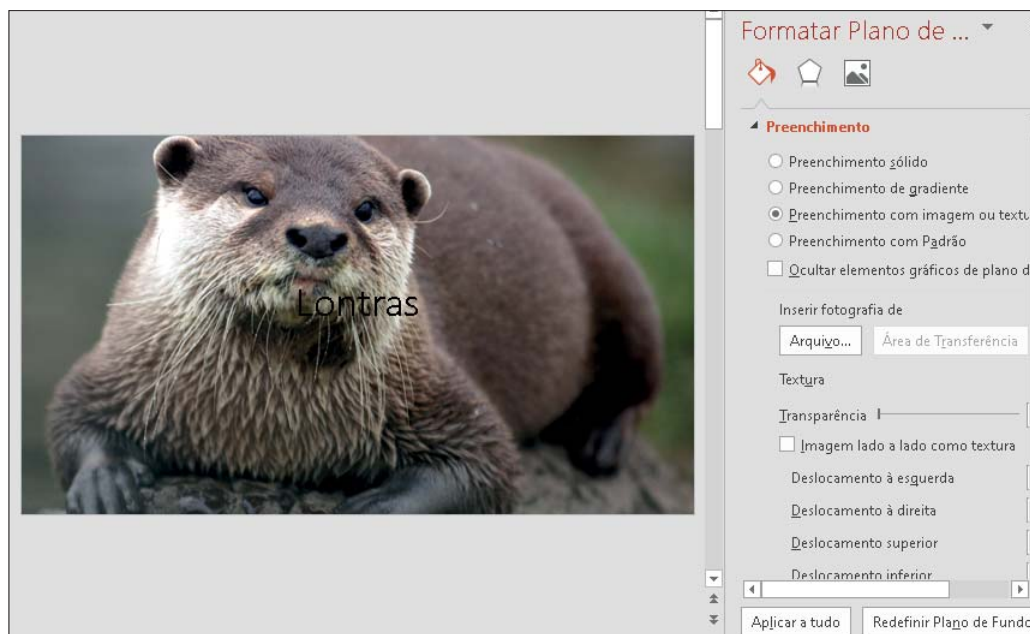 Lontras
Formatar Plano de ...
Preenchimento
Preenchimento sólido
Preenchimento de gradiente
Preenchimento com imagem ou textu
Preenchimento com Padrão
Ocultar elementos gráficos de plano d
Inserir fotografia de
Arquivo...
Área de Transferência
Textura
Transparência
Imagem lado a lado como textura
Deslocamento à esquerda
Deslocamento à direita
Deslocamento superior
Deslocamento inferior
Aplicar a tudo
Redefinir Plano de Fundo